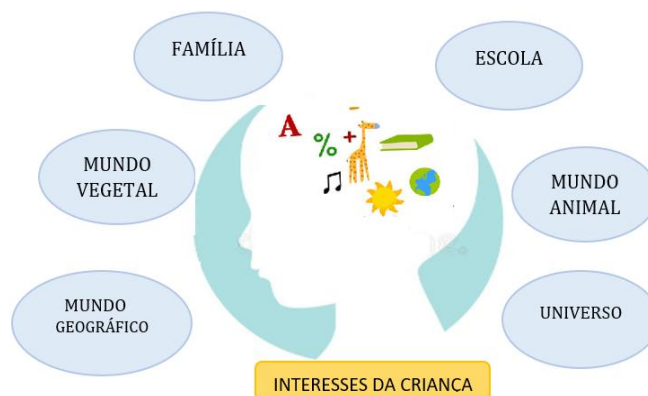 FAMÍLIA
ESCOLA
A
%
+
MUNDO
VEGETAL
MUNDO
ANIMAL
MUNDO
GEOGRÁFICO
UNIVERSO
INTERESSES DA CRIANÇA